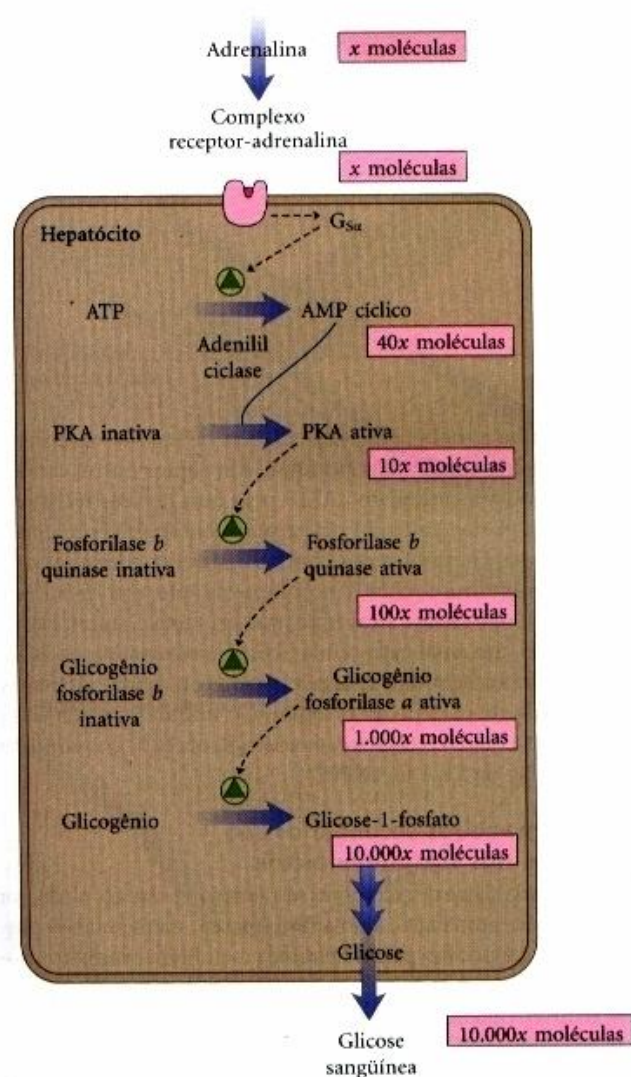 Adrenalina
x moléculas
Complexo
receptor-adrenalina
x moléculas
Hepatócito
GSα
ATP
AMP cíclico
40x moléculas
Adenilil
ciclase
PKA inativa
PKA ativa
10x moléculas
Fosforilase b
quinase inativa
Fosforilase b
quinase ativa
100x moléculas
Glicogênio
fosforilase b
inativa
Glicogênio
fosforilase a ativa
1.000x moléculas
Glicogênio
Glicose-1-fosfato
10.000x moléculas
Glicose
Glicose
sangüínea
10.000x moléculas